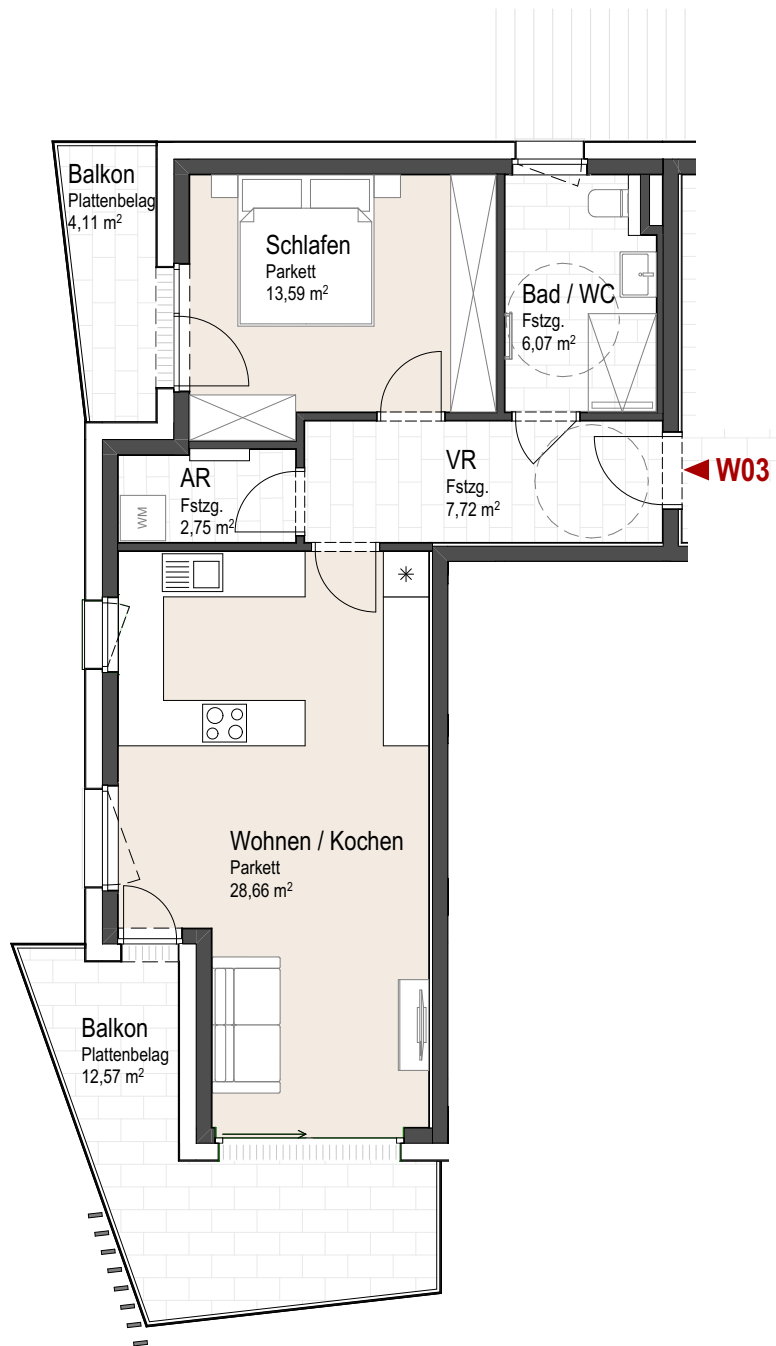 Balkon
Plattenbelag
4,11 m²
Schlafen
Parkett
13,59 m²
Bad / WC
Fstzg.
6,07 m²
AR
Fstzg.
2,75 m²
WM
VR
Fstzg.
7,72 m²
W03
Wohnen / Kochen
Parkett
28,66 m²
Balkon
Plattenbelag
12,57 m²